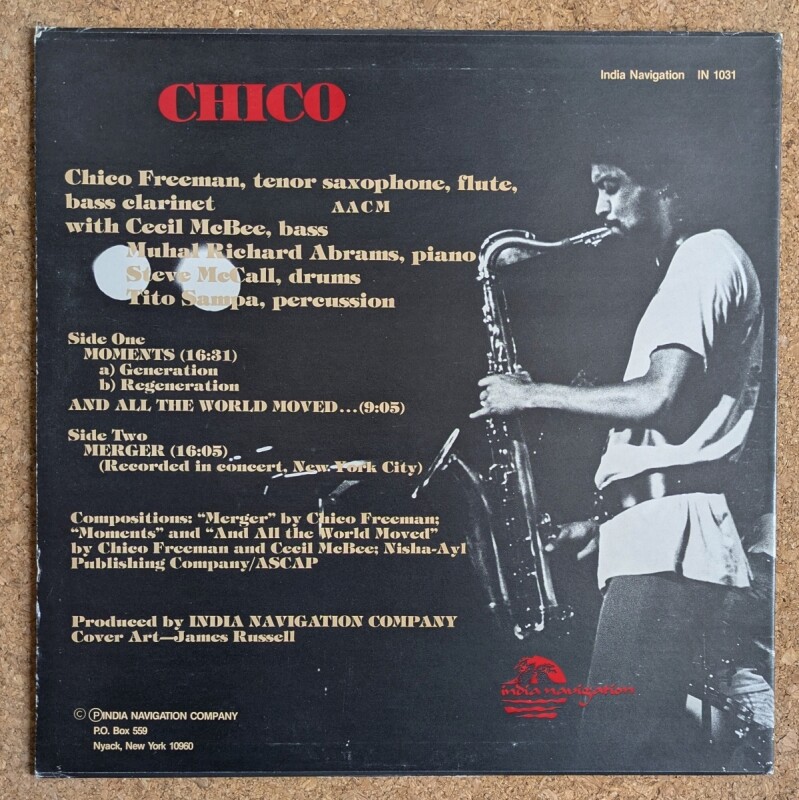 India Navigation IN 1031
CHICO
Chico Freeman, tenor saxophone, flute,
bass clarinet AACM
with Cecil McBee, bass
Muhal Richard Abrams, piano
Steve McCall, drums
Tito Sampa, percussion
Side One
MOMENTS (16:31)
a) Generation
b) Regeneration
AND ALL THE WORLD MOVED...(9:05)
Side Two
MERGER (16:05)
(Recorded in concert, New York City)
Compositions: “Merger” by Chico Freeman;
“Moments” and “And All the World Moved”
by Chico Freeman and Cecil McBee; Nisha-Ayl
Publishing Company/ASCAP
Produced by INDIA NAVIGATION COMPANY
Cover Art—James Russell
india navigation
© ℗INDIA NAVIGATION COMPANY
P.O. Box 559
Nyack, New York 10960